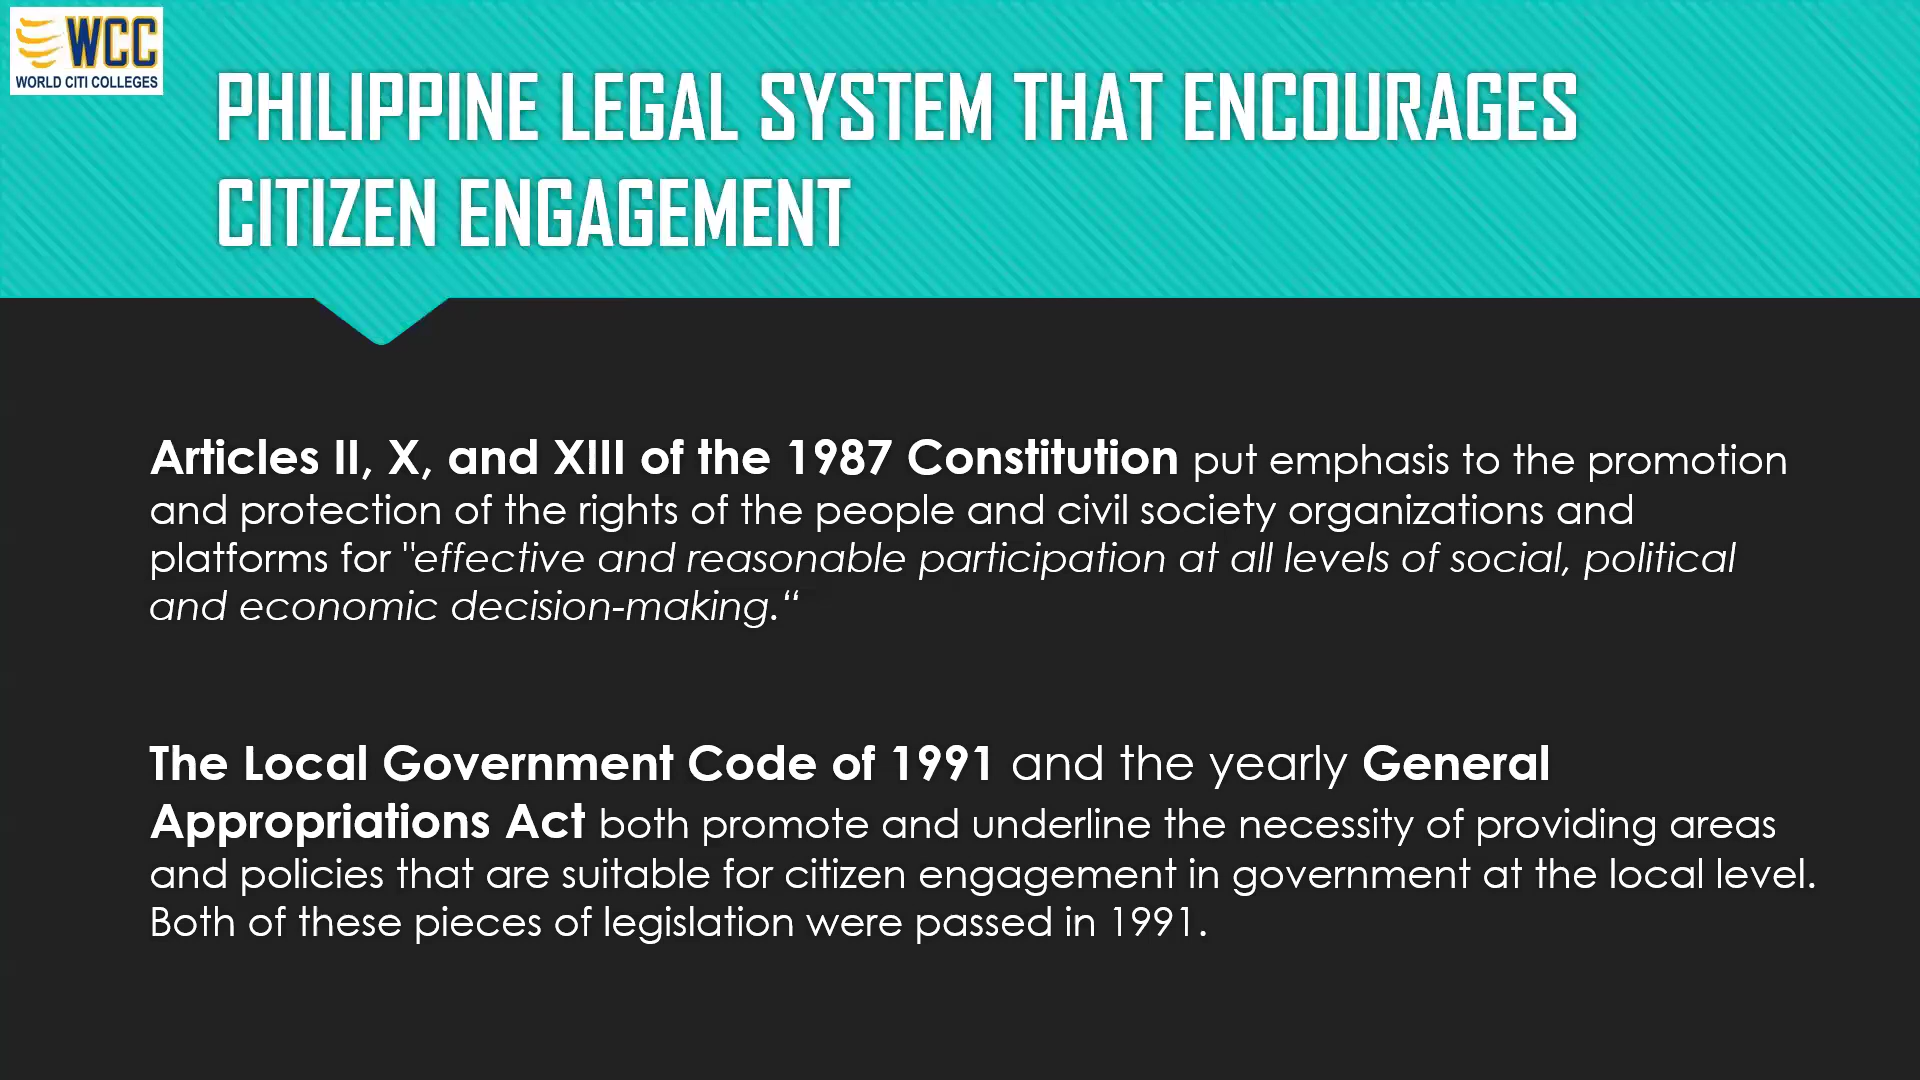 WCC
WORLD CITI COLLEGES
PHILIPPINE LEGAL SYSTEM THAT ENCOURAGES
CITIZEN ENGAGEMENT
Articles II, X, and XIII of the 1987 Constitution put emphasis to the promotion
and protection of the rights of the people and civil society organizations and
platforms for "effective and reasonable participation at all levels of social, political
and economic decision-making.“
The Local Government Code of 1991 and the yearly General
Appropriations Act both promote and underline the necessity of providing areas
and policies that are suitable for citizen engagement in government at the local level.
Both of these pieces of legislation were passed in 1991.